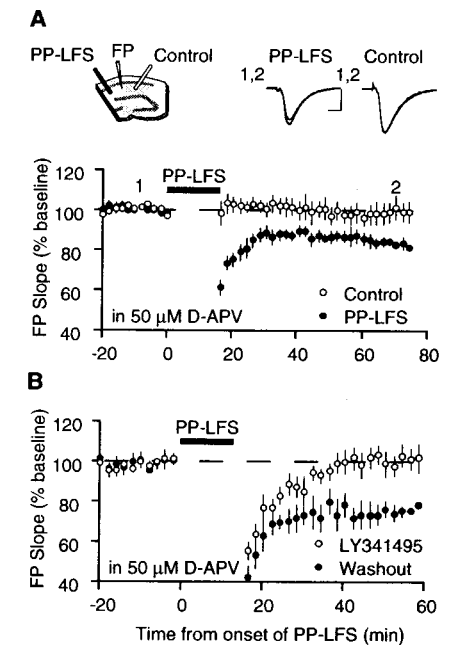 A
PP-LFS FP Control
PP-LFS Control
1,2 1,2
120
100
80
60
40
FP Slope (% baseline)
PP-LFS
1 2
Control
PP-LFS
in 50 µM D-APV
-20 0 20 40 60 80
B
120
100
80
60
40
FP Slope (% baseline)
PP-LFS
LY341495
Washout
in 50 µM D-APV
-20 0 20 40 60
Time from onset of PP-LFS (min)